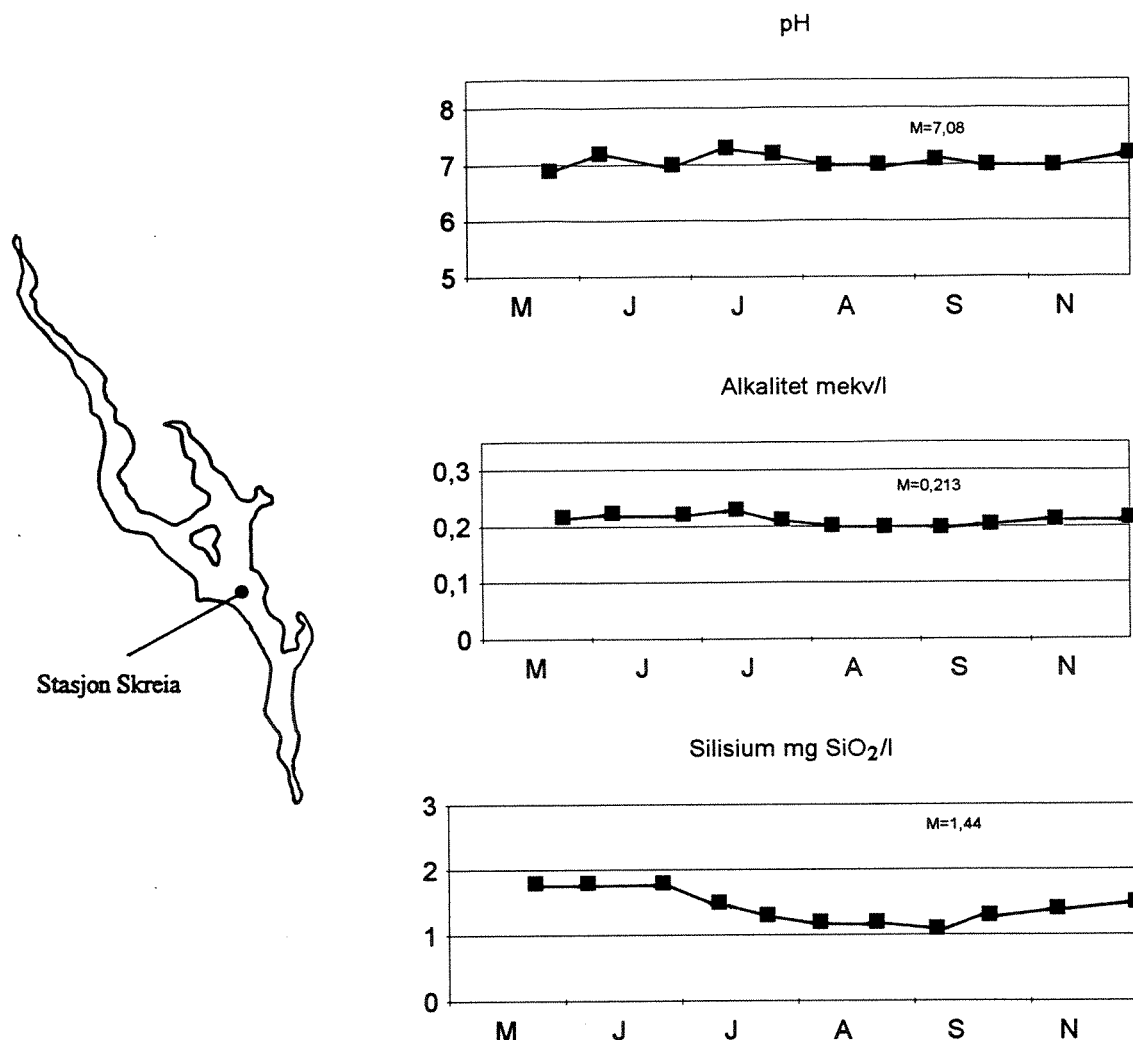 pH
8
7
6
5
M=7,08
M J J A S N
Alkalitet mekv/l
0,3
0,2
0,1
0
M=0,213
M J J A S N
Stasjon Skreia
Silisium mg SiO₂/l
3
2
1
0
M=1,44
M J J A S N